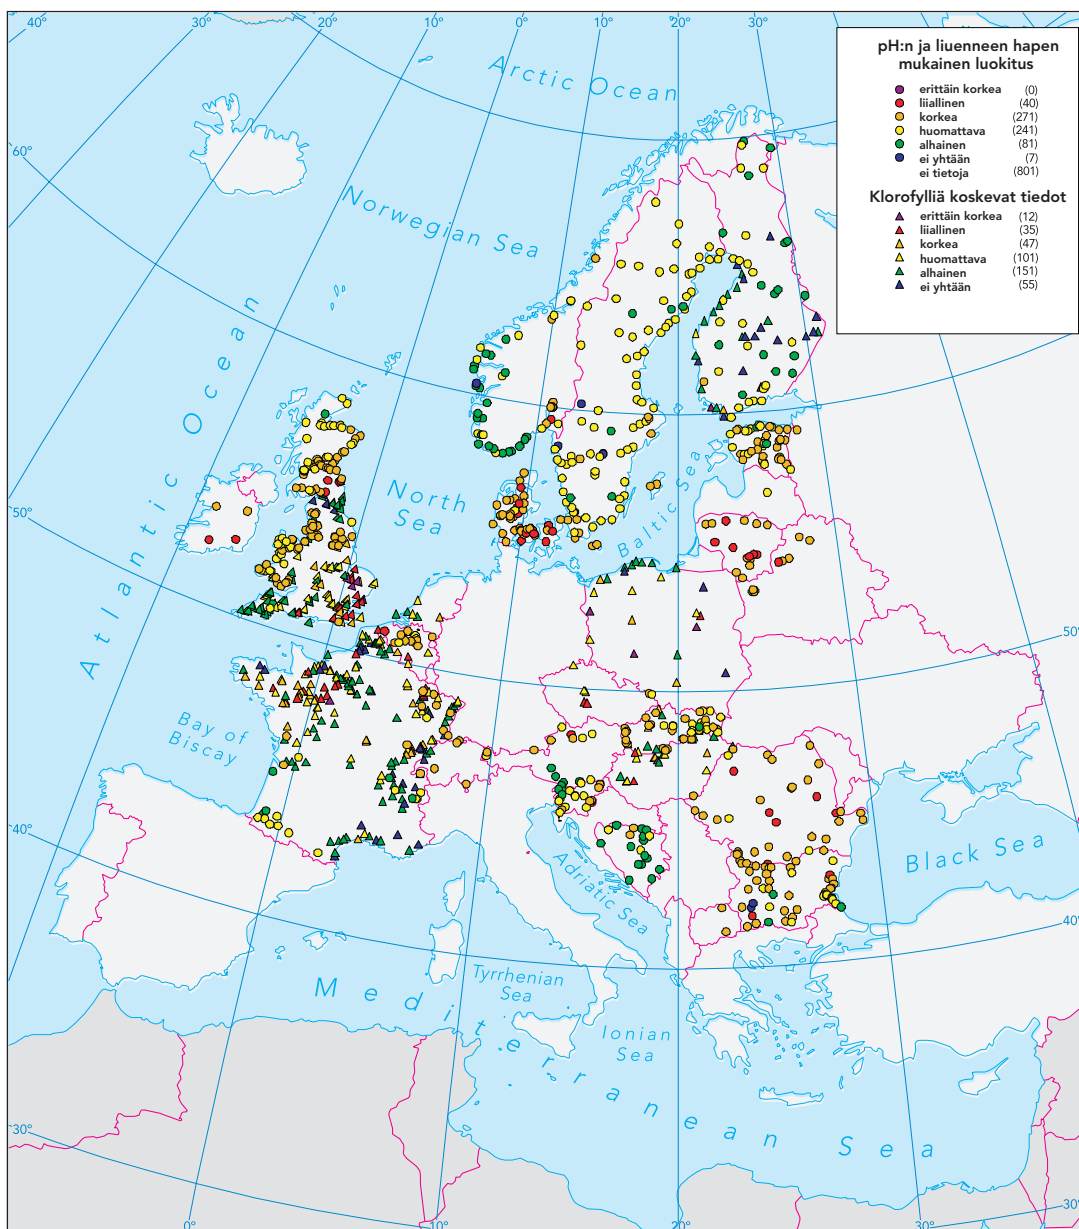 40°
30°
20°
10°
0°
10°
20°
30°
pH:n ja liuenneen hapen
mukainen luokitus
erittäin korkea (0)
liiallinen (40)
korkea (271)
huomattava (241)
alhainen (81)
ei yhtään (7)
ei tietoja (801)
Klorofylliä koskevat tiedot
erittäin korkea (12)
liiallinen (35)
korkea (47)
huomattava (101)
alhainen (151)
ei yhtään (55)
Arctic Ocean
60°
Norwegian Sea
Atlantic Ocean
North
Sea
Baltic Sea
50°
50°
Bay of
Biscay
40°
Black Sea
Adriatic Sea
40°
Tyrrhenian
Sea
Ionian
Sea
Mediterranean Sea
30°
30°
0°
10°
20°
30°